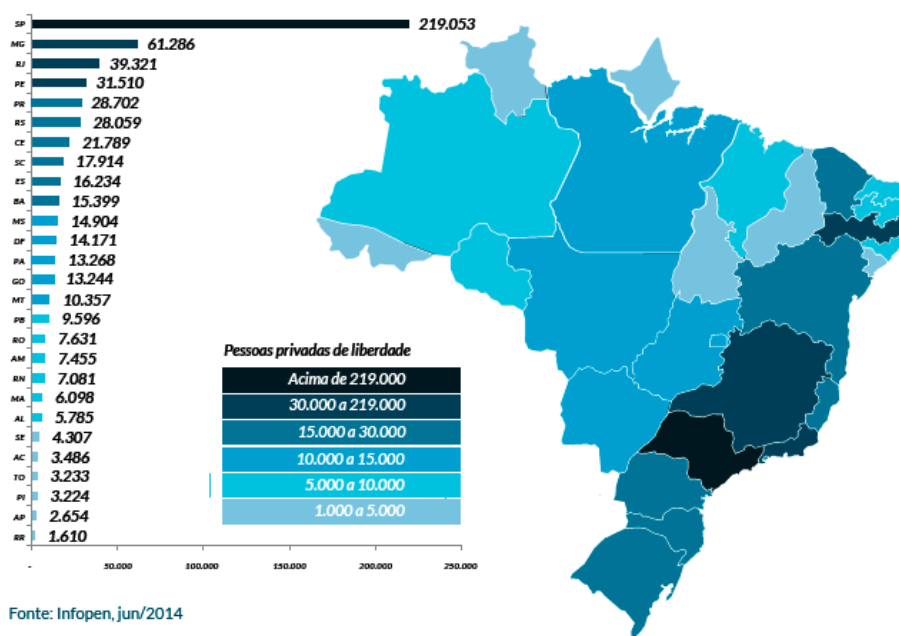 SP 219.053
MG 61.286
RJ 39.321
PE 31.510
PR 28.702
RS 28.059
CE 21.789
SC 17.914
ES 16.234
BA 15.399
MS 14.904
DF 14.171
PA 13.268
GO 13.244
MT 10.357
PB 9.596
RO 7.631
AM 7.455
RN 7.081
MA 6.098
AL 5.785
SE 4.307
AC 3.486
TO 3.233
PI 3.224
AP 2.654
RR 1.610
- 50.000 100.000 150.000 200.000 250.000
Pessoas privadas de liberdade
Acima de 219.000
30.000 a 219.000
15.000 a 30.000
10.000 a 15.000
5.000 a 10.000
1.000 a 5.000
Fonte: Infopen, jun/2014